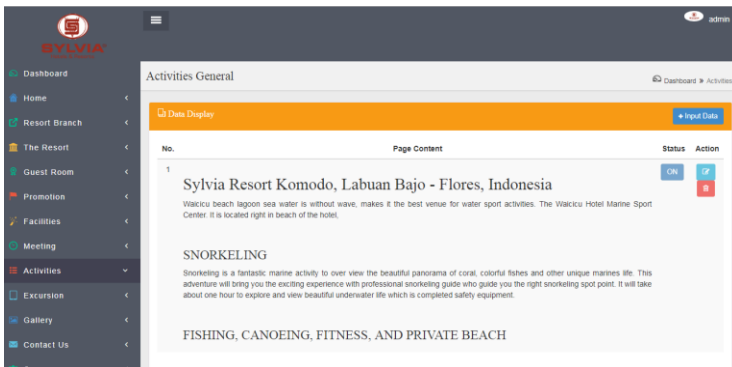 SYLVIA
admin
Dashboard
Activities General
Dashboard » Activities
Home
Data Display
+ Input Data
Resort Branch
The Resort
No. Page Content Status Action
Guest Room
1
Sylvia Resort Komodo, Labuan Bajo - Flores, Indonesia
ON
Promotion
Waicicu beach lagoon sea water is without wave, makes it the best venue for water sport activities. The Waicicu Hotel Marine Sport
Center. It is located right in beach of the hotel,
Facilities
Meeting
SNORKELING
Activities
Snorkeling is a fantastic marine activity to over view the beautiful panorama of coral, colorful fishes and other unique marines life. This
adventure will bring you the exciting experience with professional snorkeling guide who guide you the right snorkeling spot point. It will take
about one hour to explore and view beautiful underwater life which is completed safety equipment.
Excursion
Gallery
FISHING, CANOEING, FITNESS, AND PRIVATE BEACH
Contact Us